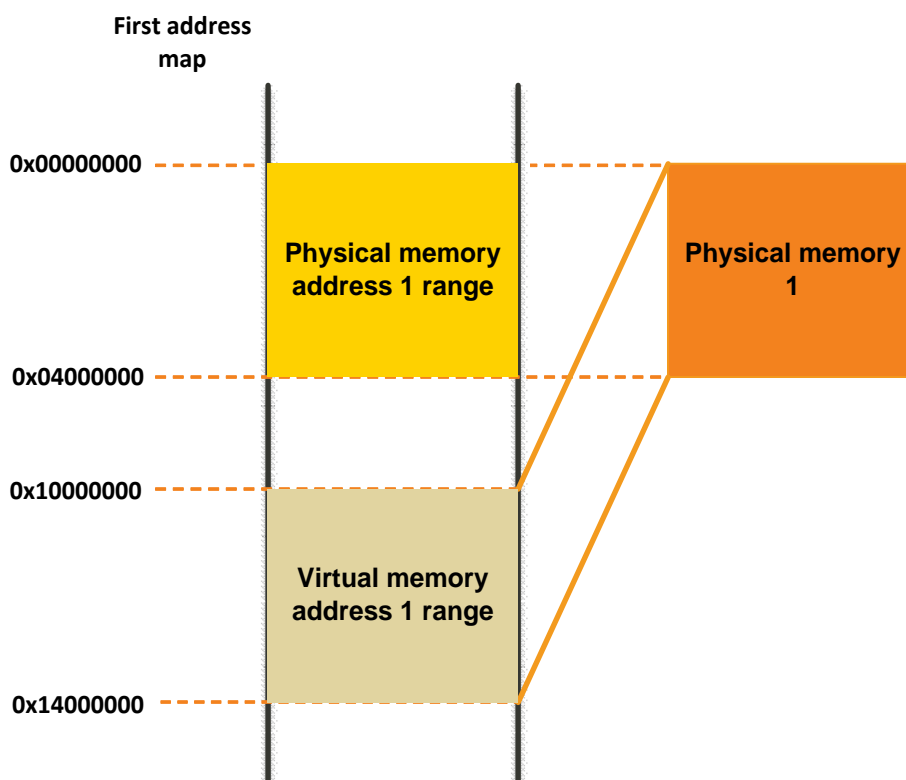 First address
map
0x00000000
Physical memory
address 1 range
Physical memory
1
0x04000000
0x10000000
Virtual memory
address 1 range
0x14000000